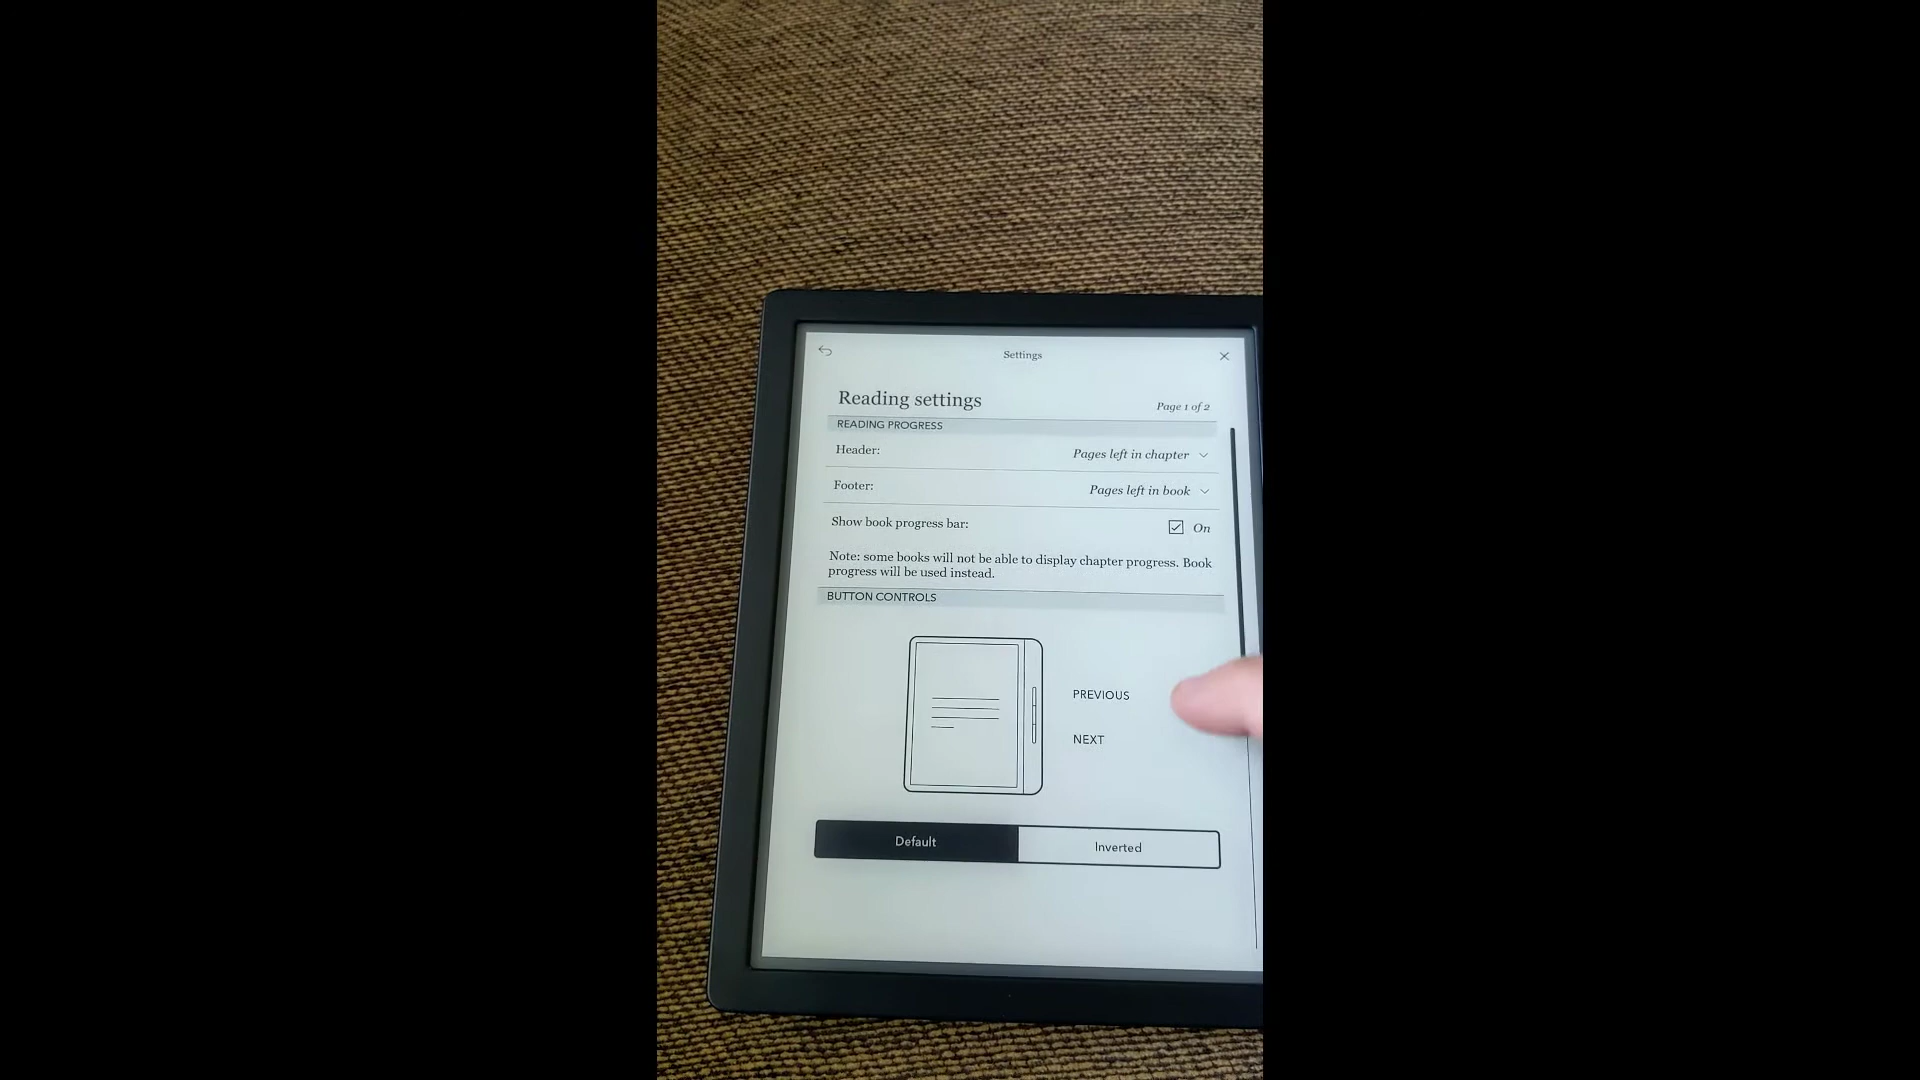 Settings
Reading settings
Page 1 of 2
READING PROGRESS
Header: Pages left in chapter
Footer: Pages left in book
Show book progress bar: On
Note: some books will not be able to display chapter progress. Book
progress will be used instead.
BUTTON CONTROLS
PREVIOUS
NEXT
Default Inverted